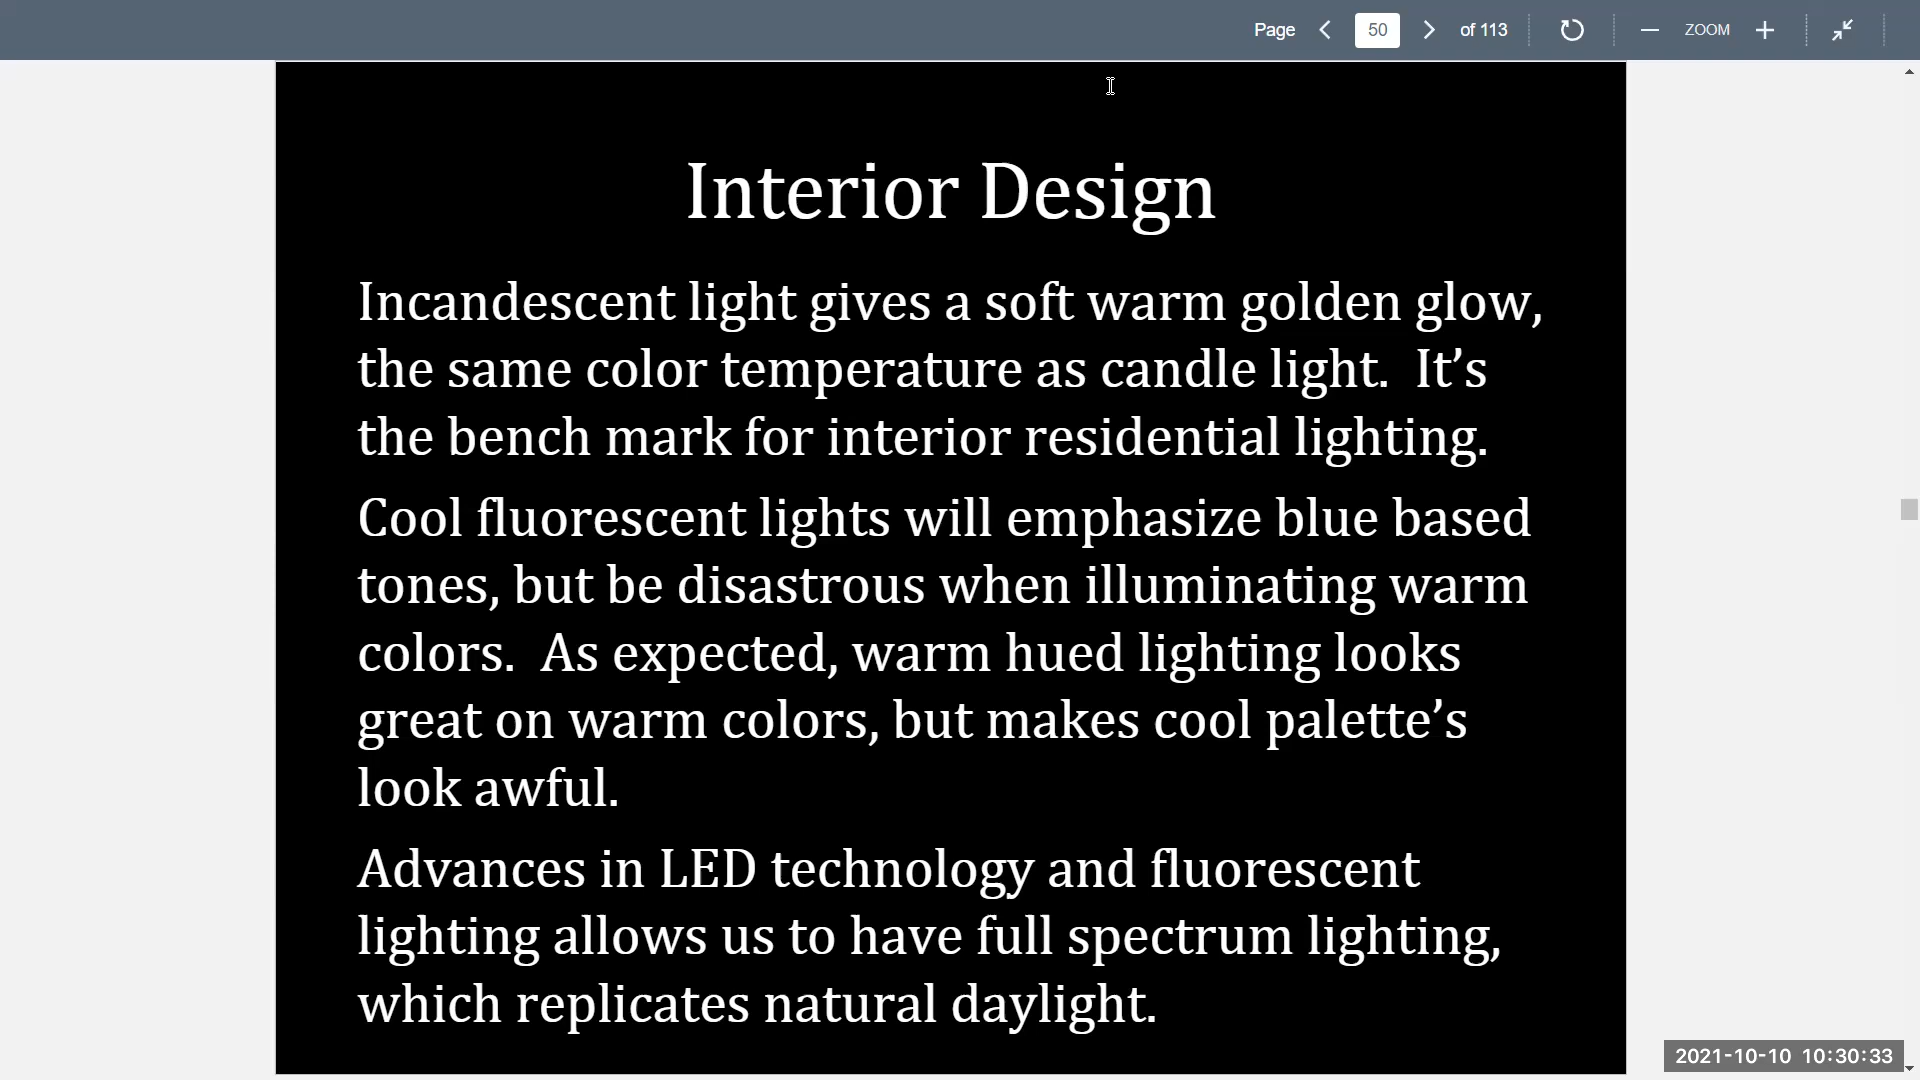 Page 50 of 113 ZOOM
Interior Design
Incandescent light gives a soft warm golden glow,
the same color temperature as candle light.  It’s
the bench mark for interior residential lighting.
Cool fluorescent lights will emphasize blue based
tones, but be disastrous when illuminating warm
colors.  As expected, warm hued lighting looks
great on warm colors, but makes cool palette’s
look awful.
Advances in LED technology and fluorescent
lighting allows us to have full spectrum lighting,
which replicates natural daylight.
2021-10-10 10:30:33